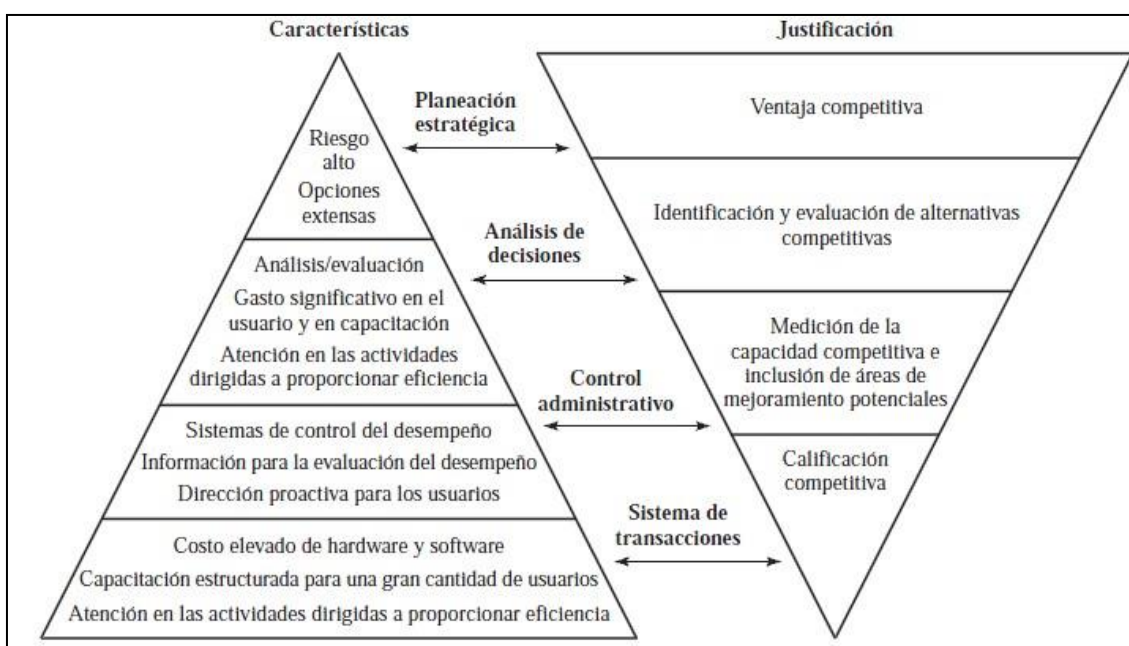 Características
Justificación
Planeación
estratégica
Ventaja competitiva
Riesgo
alto
Opciones
extensas
Identificación y evaluación de alternativas
competitivas
Análisis de
decisiones
Análisis/evaluación
Gasto significativo en el
usuario y en capacitación
Atención en las actividades
dirigidas a proporcionar eficiencia
Medición de la
capacidad competitiva e
inclusión de áreas de
mejoramiento potenciales
Control
administrativo
Sistemas de control del desempeño
Información para la evaluación del desempeño
Dirección proactiva para los usuarios
Calificación
competitiva
Sistema de
transacciones
Costo elevado de hardware y software
Capacitación estructurada para una gran cantidad de usuarios
Atención en las actividades dirigidas a proporcionar eficiencia